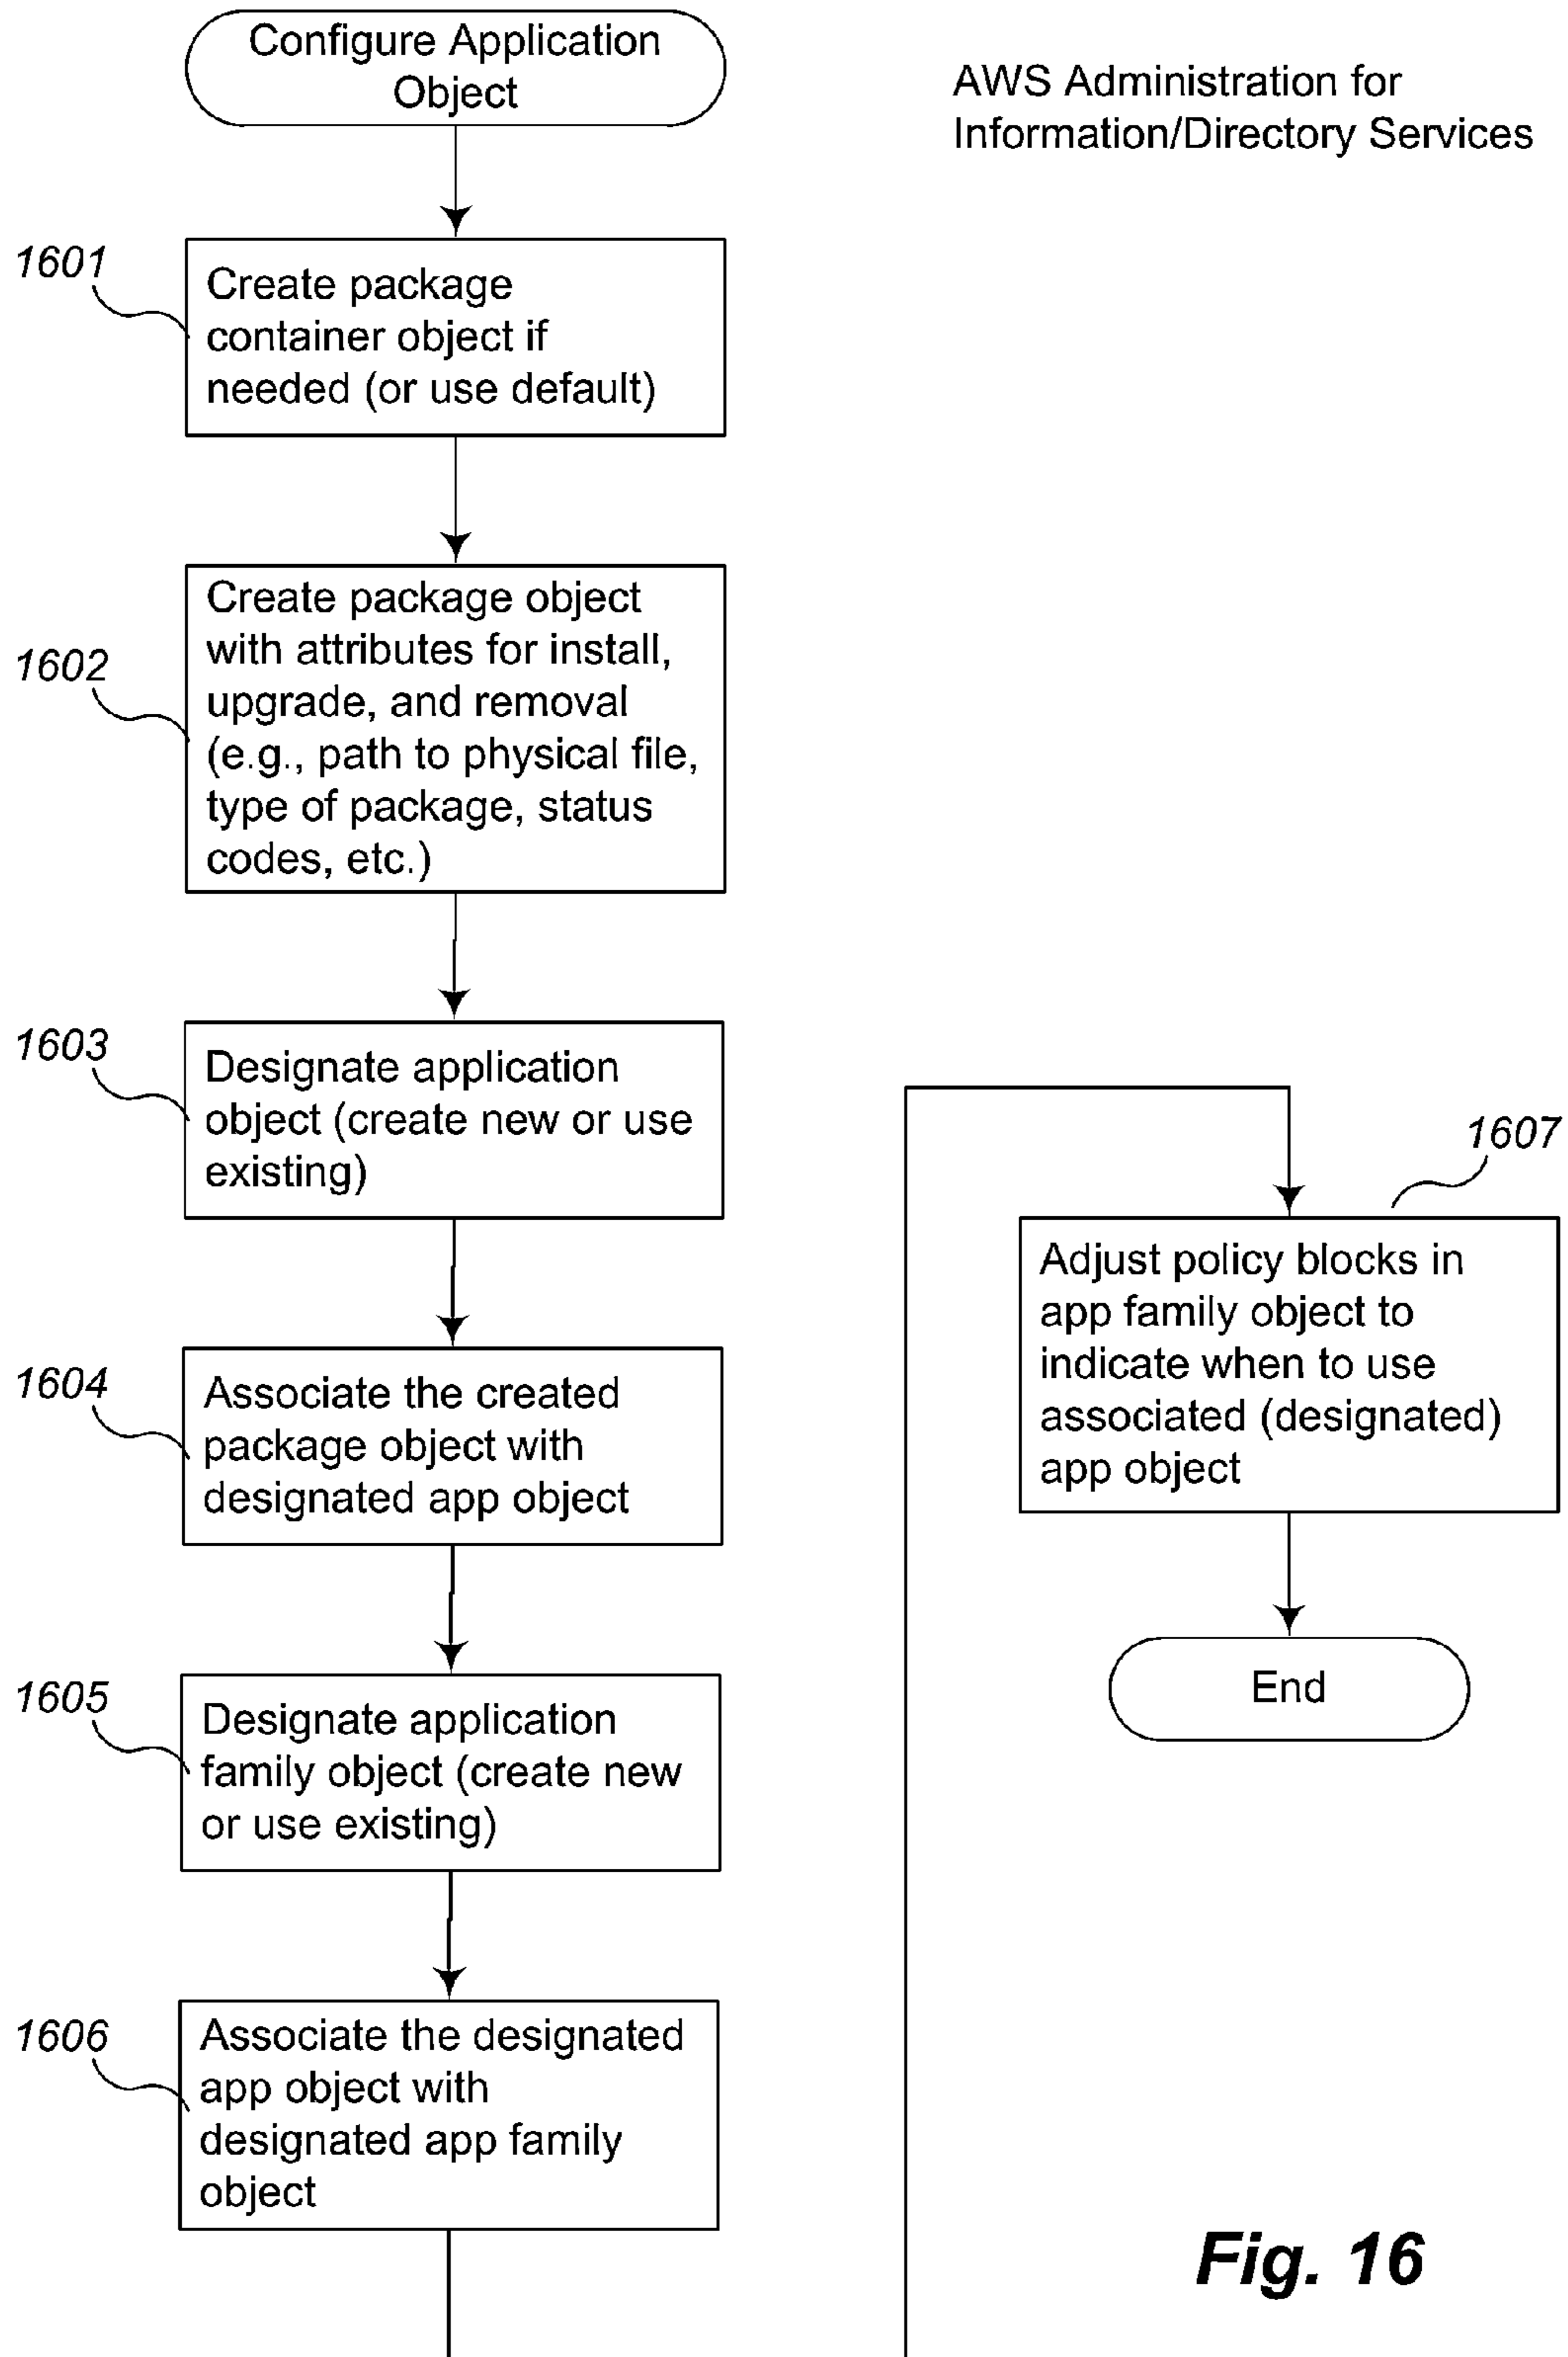 Configure Application
Object
AWS Administration for
Information/Directory Services
1601
Create package
container object if
needed (or use default)
1602
Create package object
with attributes for install,
upgrade, and removal
(e.g., path to physical file,
type of package, status
codes, etc.)
1603
Designate application
object (create new or use
existing)
1604
Associate the created
package object with
designated app object
1605
Designate application
family object (create new
or use existing)
1606
Associate the designated
app object with
designated app family
object
1607
Adjust policy blocks in
app family object to
indicate when to use
associated (designated)
app object
End
Fig. 16